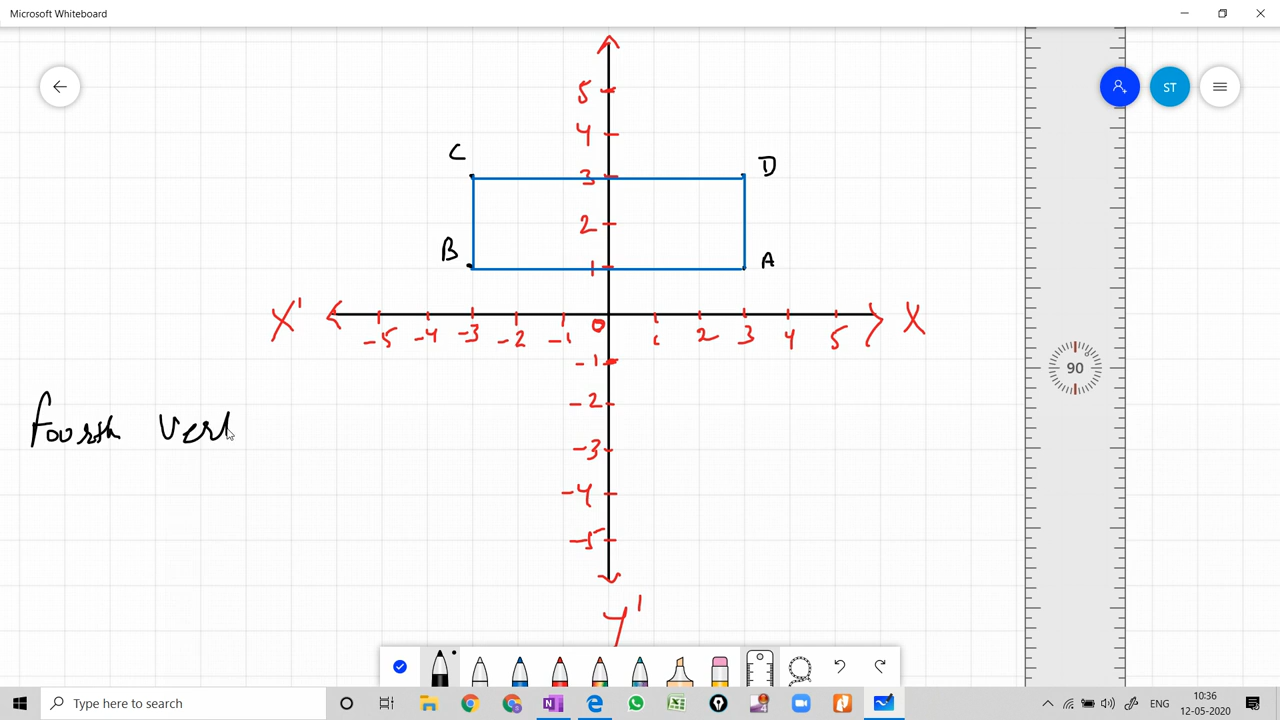 Microsoft Whiteboard
ST
5
4
C
D
3
2
B
1
A
X'
-5 -4 -3 -2 -1 0 1 2 3 4 5
X
-1
90
-2
Fourth Vert
-3
-4
-5
Y'
Type here to search
ENG
10:36
12-05-2020